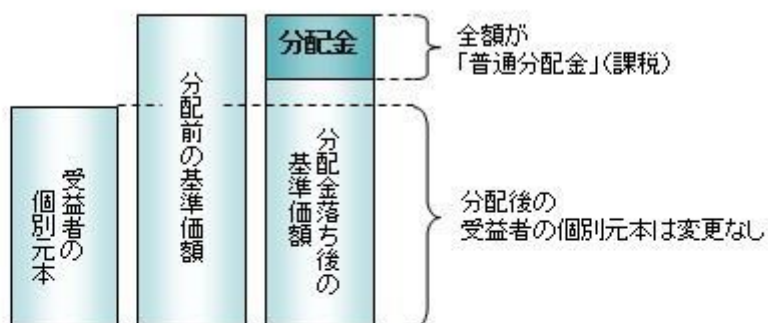 受益者の
個別元本
分配前の基準価額
分配金
分配金落ち後の
基準価額
全額が
「普通分配金」(課税)
分配後の
受益者の個別元本は変更なし